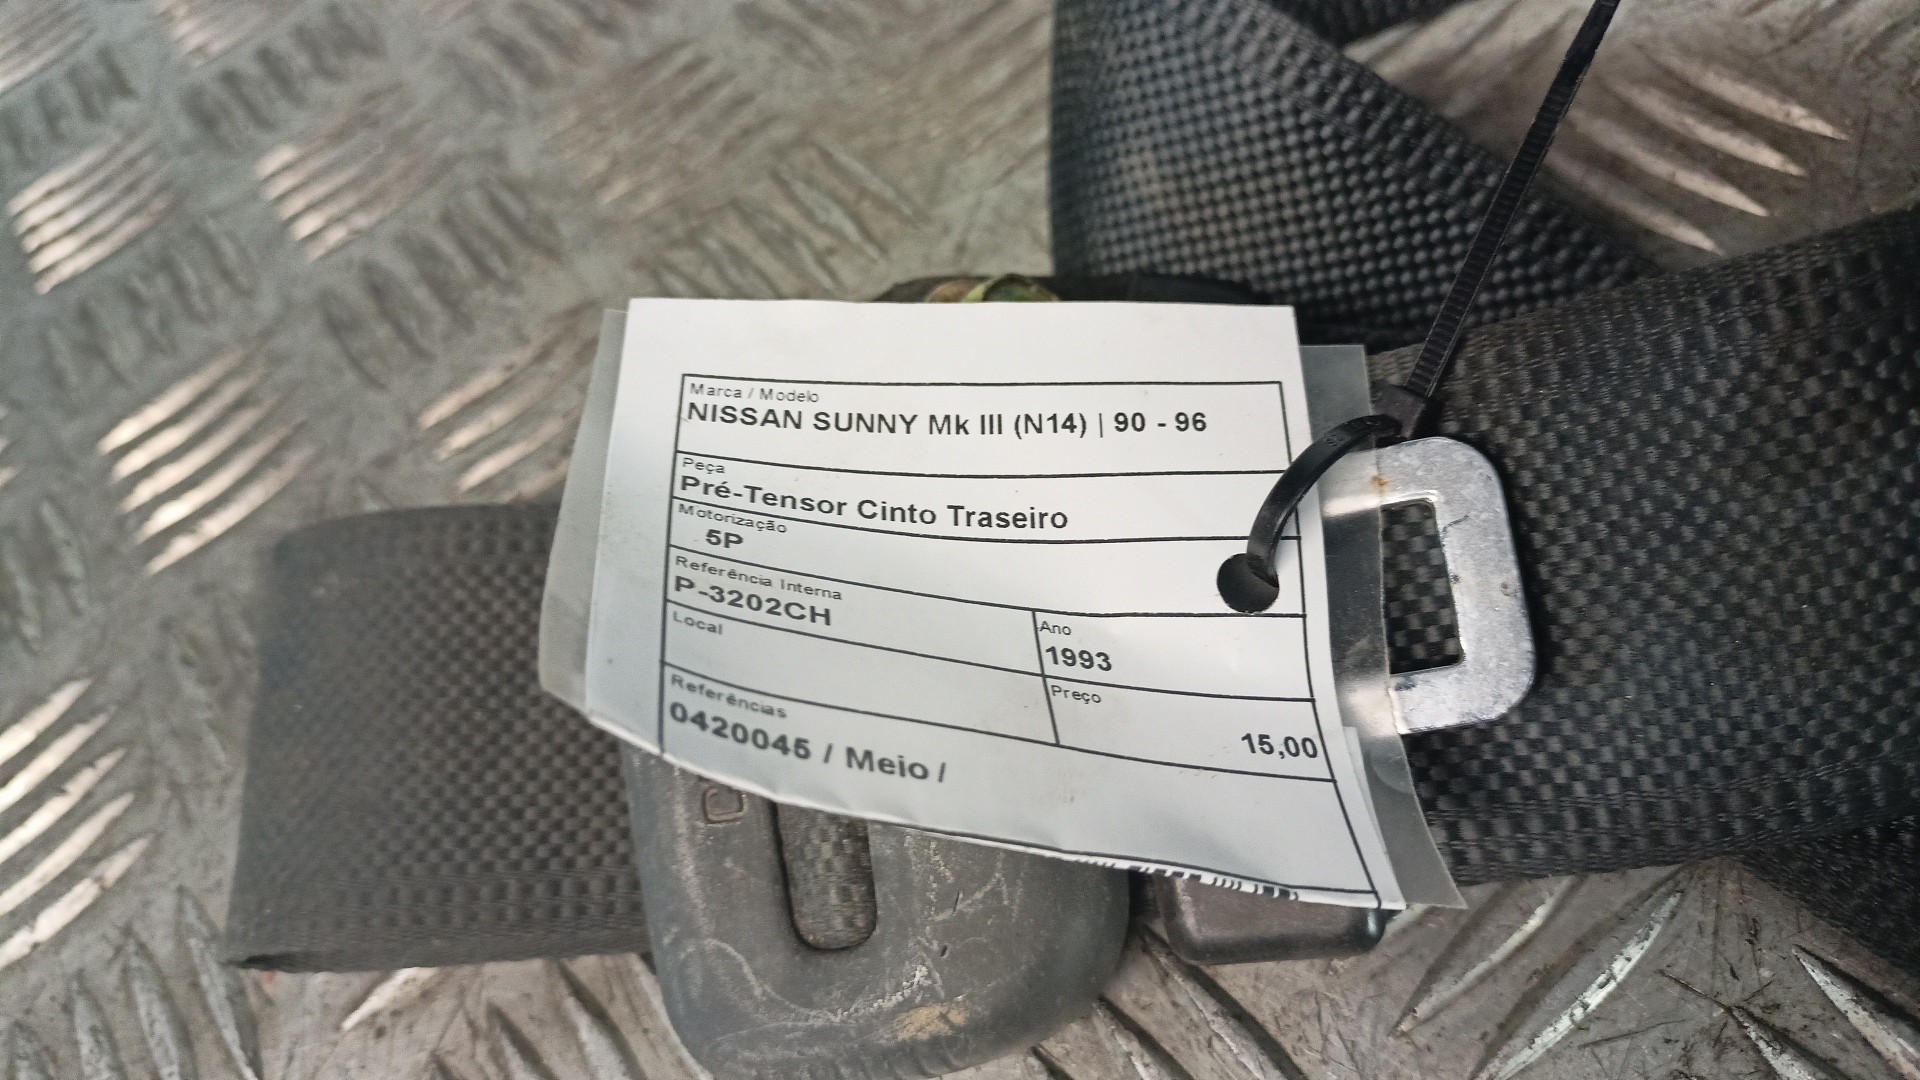 Marca / Modelo
NISSAN SUNNY Mk III (N14) | 90 - 96
Peça
Pré-Tensor Cinto Traseiro
Motorização
5P
Referência Interna
P-3202CH
Ano
1993
Local
Preço
15,00
Referências
0420045 / Meio /